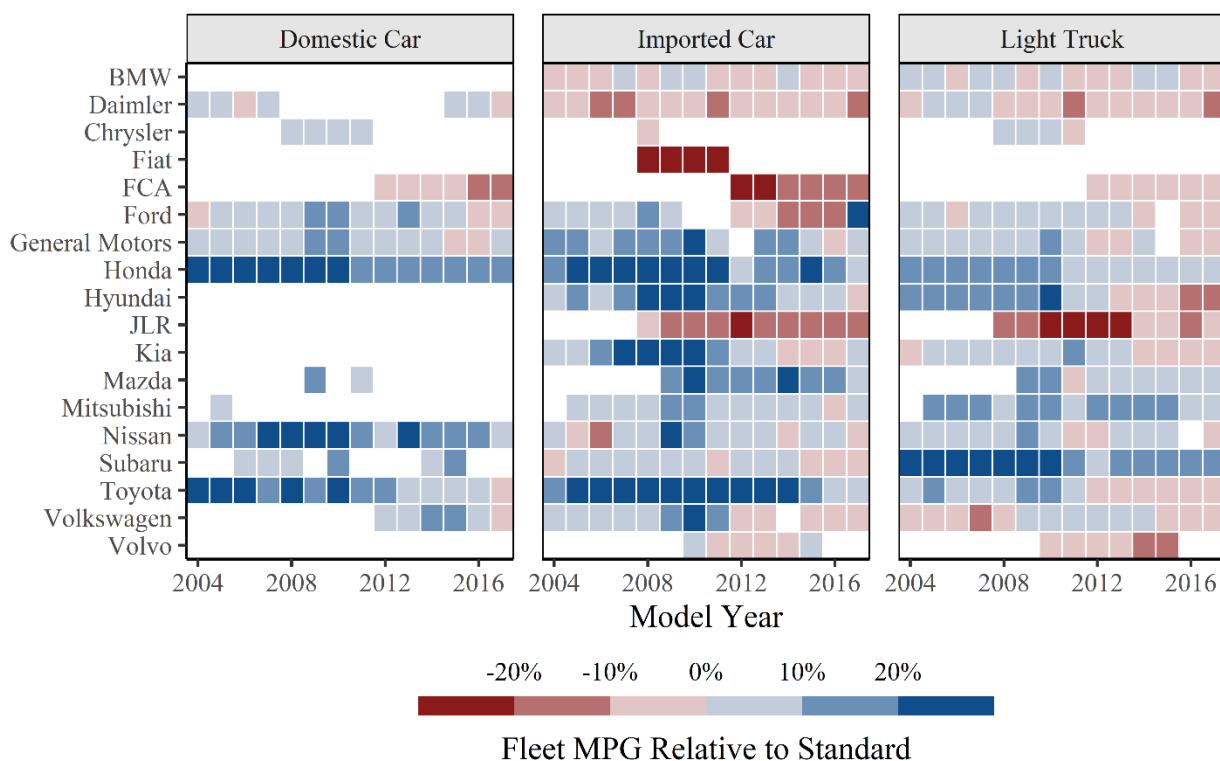 Domestic Car Imported Car Light Truck
BMW
Daimler
Chrysler
Fiat
FCA
Ford
General Motors
Honda
Hyundai
JLR
Kia
Mazda
Mitsubishi
Nissan
Subaru
Toyota
Volkswagen
Volvo
2004 2008 2012 2016 2004 2008 2012 2016 2004 2008 2012 2016
Model Year
-20% -10% 0% 10% 20%
Fleet MPG Relative to Standard